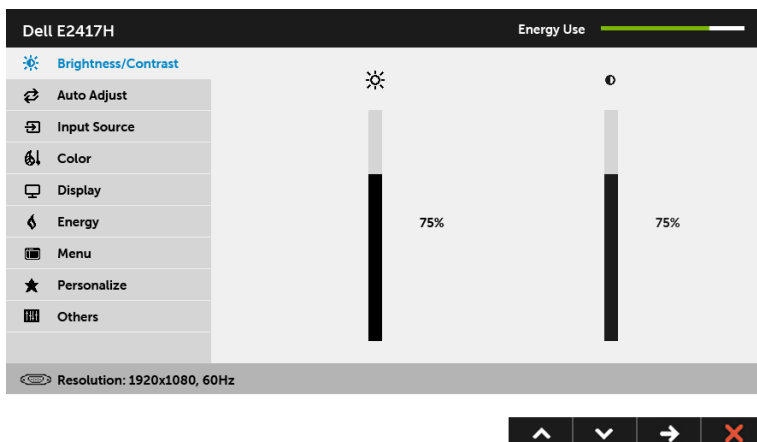 Dell E2417H
Energy Use
Brightness/Contrast
Auto Adjust
Input Source
Color
Display
Energy
75%
75%
Menu
Personalize
Others
Resolution: 1920x1080, 60Hz